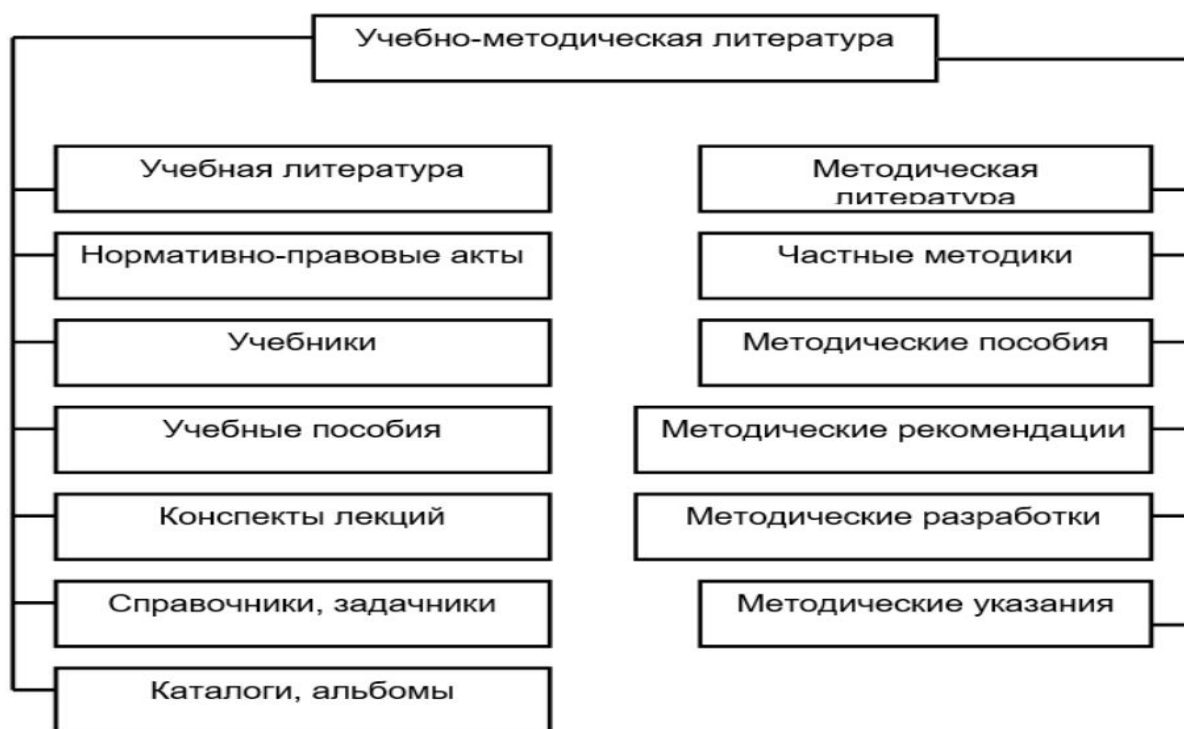 Учебно-методическая литература
Учебная литература
Нормативно-правовые акты
Учебники
Учебные пособия
Конспекты лекций
Справочники, задачники
Каталоги, альбомы
Методическая
литература
Частные методики
Методические пособия
Методические рекомендации
Методические разработки
Методические указания